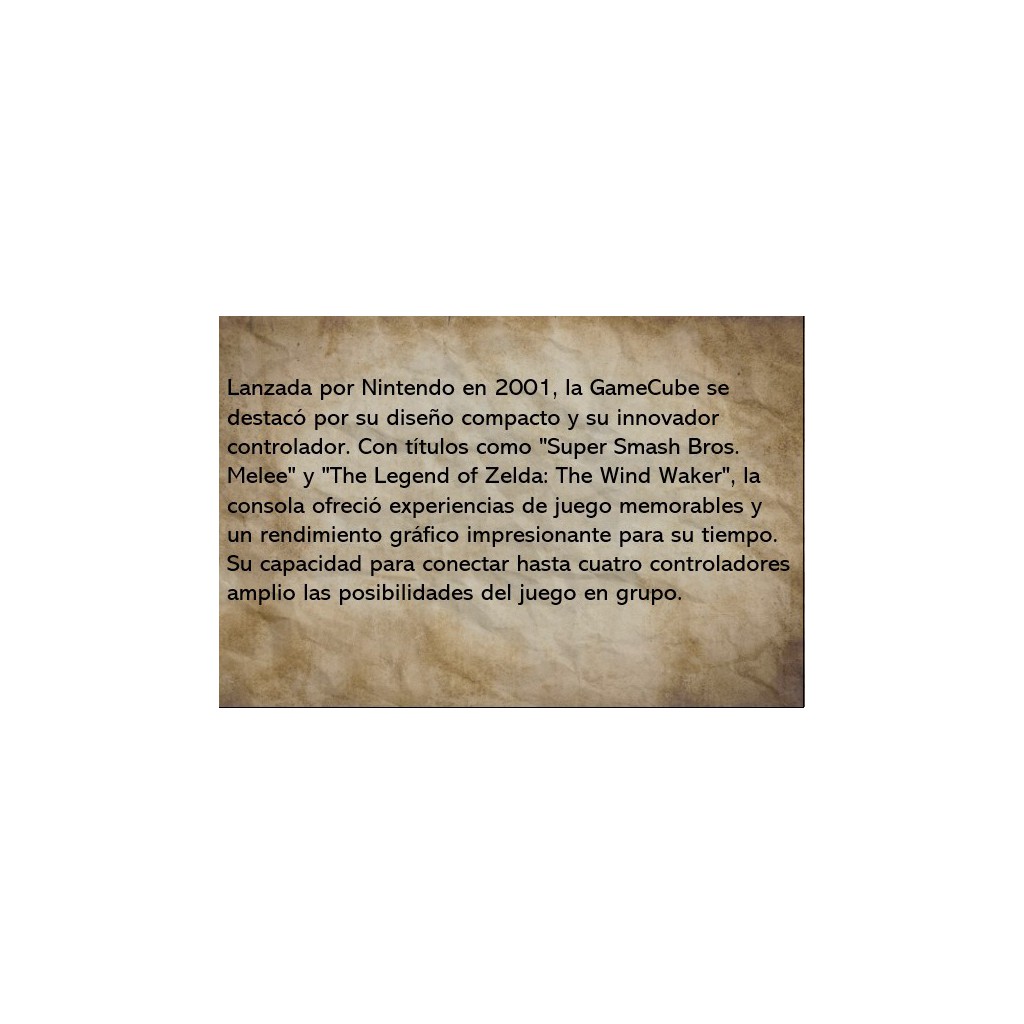 Lanzada por Nintendo en 2001, la GameCube se
destacó por su diseño compacto y su innovador
controlador. Con títulos como "Super Smash Bros.
Melee" y "The Legend of Zelda: The Wind Waker", la
consola ofreció experiencias de juego memorables y
un rendimiento gráfico impresionante para su tiempo.
Su capacidad para conectar hasta cuatro controladores
amplio las posibilidades del juego en grupo.